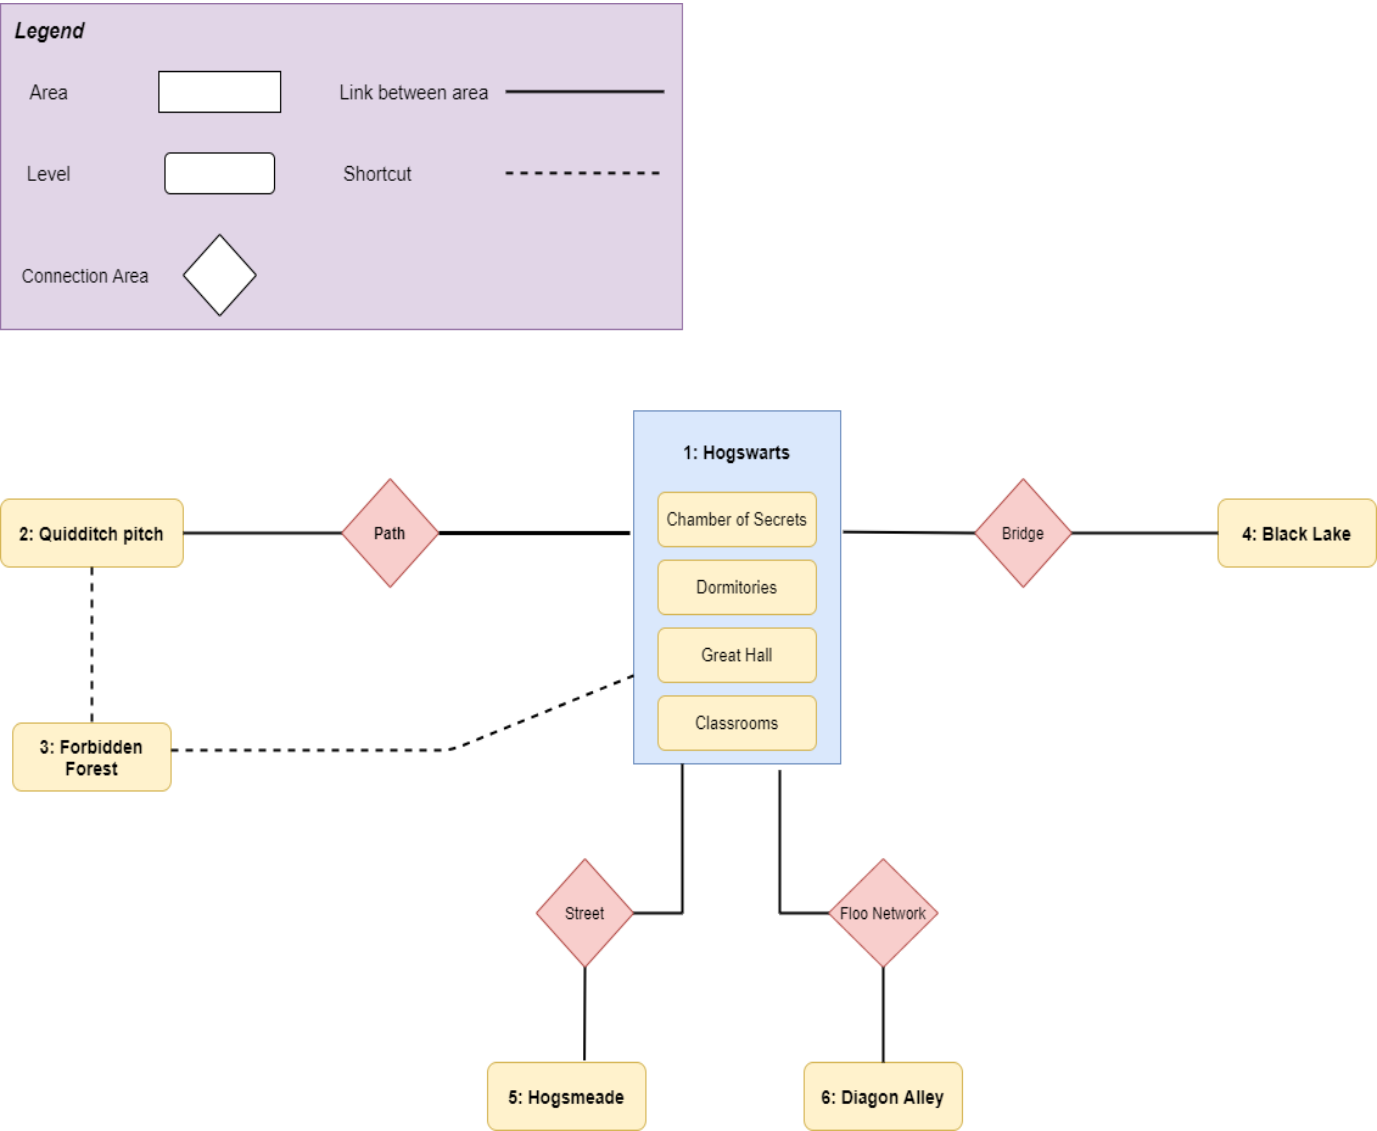 Legend
Area
Link between area
Level
Shortcut
Connection Area
1: Hogswarts
Chamber of Secrets
Dormitories
Great Hall
Classrooms
2: Quidditch pitch
Path
Bridge
4: Black Lake
3: Forbidden
Forest
Street
Floo Network
5: Hogsmeade
6: Diagon Alley